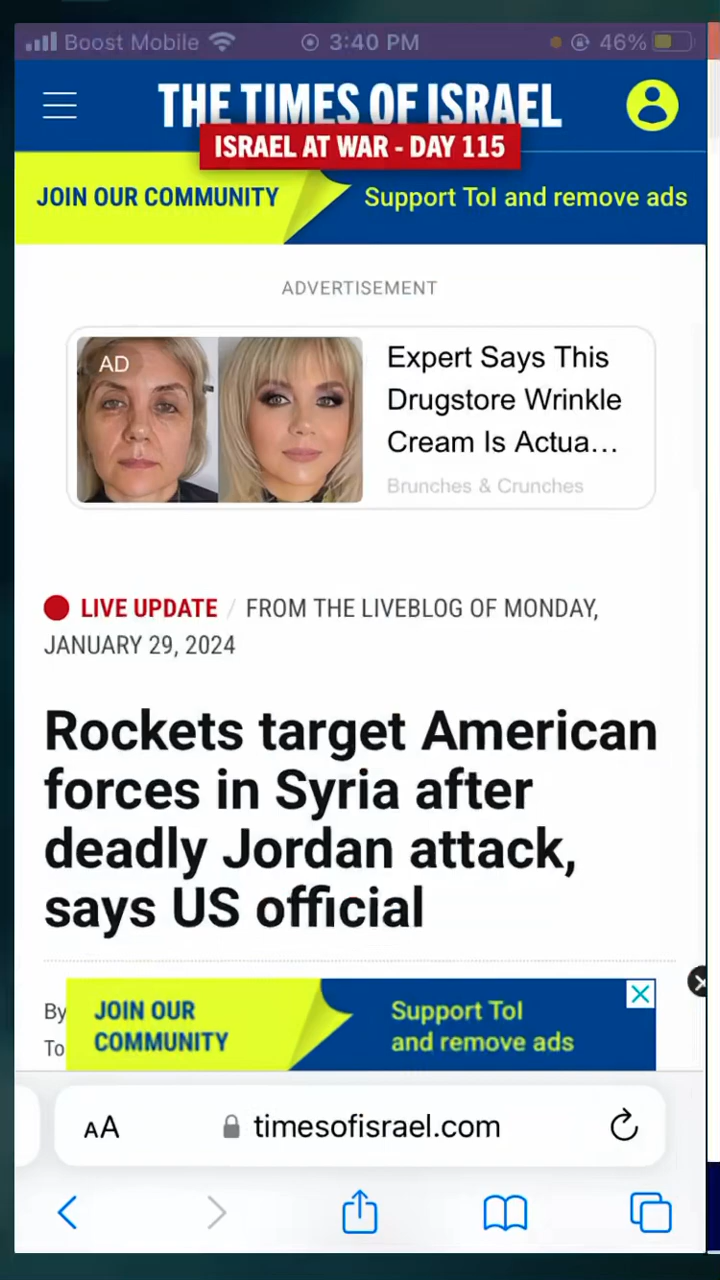 Boost Mobile 3:40 PM 46%
THE TIMES OF ISRAEL
ISRAEL AT WAR - DAY 115
JOIN OUR COMMUNITY Support ToI and remove ads
ADVERTISEMENT
AD
Expert Says This
Drugstore Wrinkle
Cream Is Actua...
Brunches & Crunches
LIVE UPDATE / FROM THE LIVEBLOG OF MONDAY,
JANUARY 29, 2024
Rockets target American
forces in Syria after
deadly Jordan attack,
says US official
By
To
JOIN OUR
COMMUNITY
Support ToI
and remove ads
AA timesofisrael.com